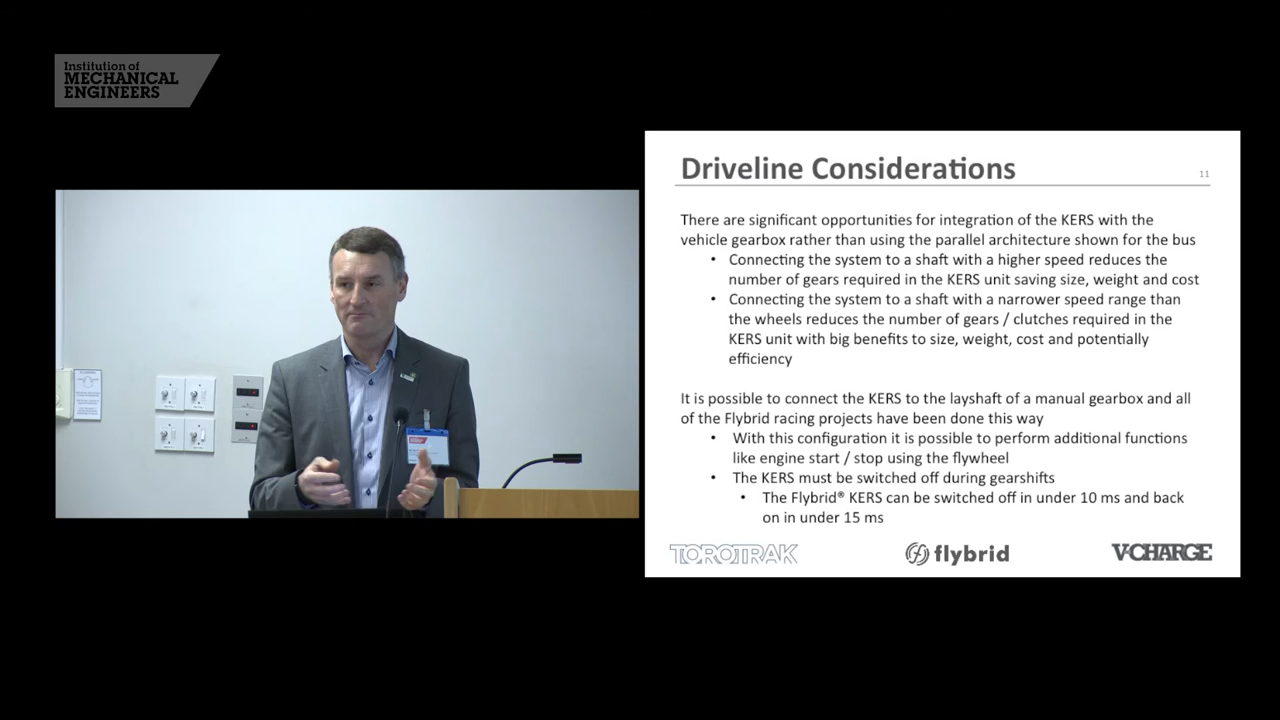 Institution of
MECHANICAL
ENGINEERS
Driveline Considerations
11
There are significant opportunities for integration of the KERS with the
vehicle gearbox rather than using the parallel architecture shown for the bus
• Connecting the system to a shaft with a higher speed reduces the
number of gears required in the KERS unit saving size, weight and cost
• Connecting the system to a shaft with a narrower speed range than
the wheels reduces the number of gears / clutches required in the
KERS unit with big benefits to size, weight, cost and potentially
efficiency
It is possible to connect the KERS to the layshaft of a manual gearbox and all
of the Flybrid racing projects have been done this way
• With this configuration it is possible to perform additional functions
like engine start / stop using the flywheel
• The KERS must be switched off during gearshifts
• The Flybrid® KERS can be switched off in under 10 ms and back
on in under 15 ms
TOROTRAK
flybrid
V-CHARGE